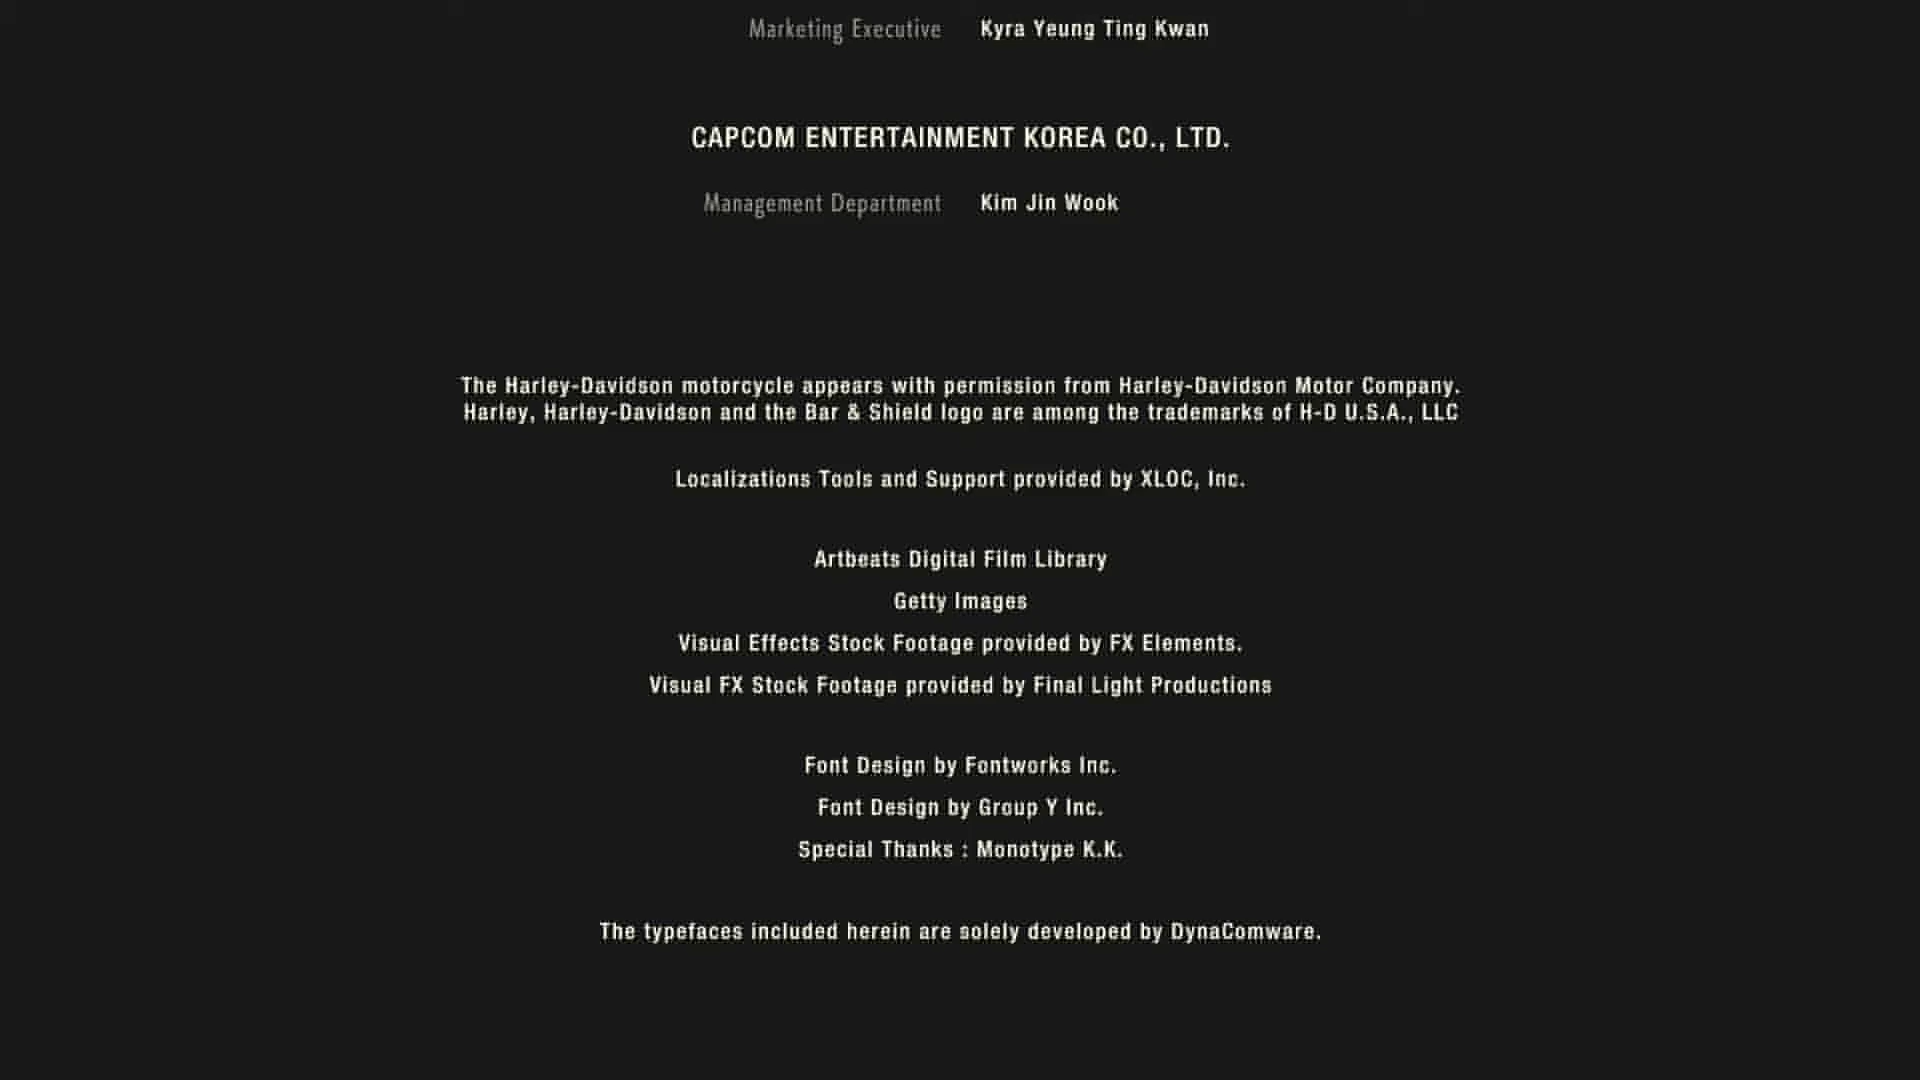 Marketing Executive Kyra Yeung Ting Kwan
CAPCOM ENTERTAINMENT KOREA CO., LTD.
Management Department Kim Jin Wook
The Harley-Davidson motorcycle appears with permission from Harley-Davidson Motor Company.
Harley, Harley-Davidson and the Bar & Shield logo are among the trademarks of H-D U.S.A., LLC
Localizations Tools and Support provided by XLOC, Inc.
Artbeats Digital Film Library
Getty Images
Visual Effects Stock Footage provided by FX Elements.
Visual FX Stock Footage provided by Final Light Productions
Font Design by Fontworks Inc.
Font Design by Group Y Inc.
Special Thanks : Monotype K.K.
The typefaces included herein are solely developed by DynaComware.